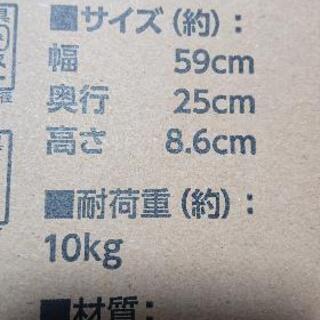 ■サイズ（約）：
幅 59cm
奥行 25cm
高さ 8.6cm
■耐荷重（約）：
10kg
■材質：